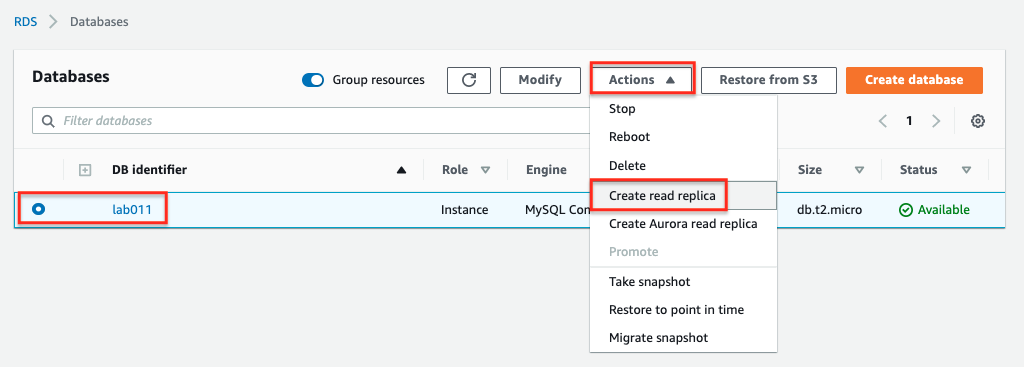 RDS > Databases
Databases
Group resources
Modify
Actions
Restore from S3
Create database
Filter databases
1
DB identifier
Role
Engine
Size
Status
lab011
Instance
MySQL
db.t2.micro
Available
Stop
Reboot
Delete
Create read replica
Create Aurora read replica
Promote
Take snapshot
Restore to point in time
Migrate snapshot